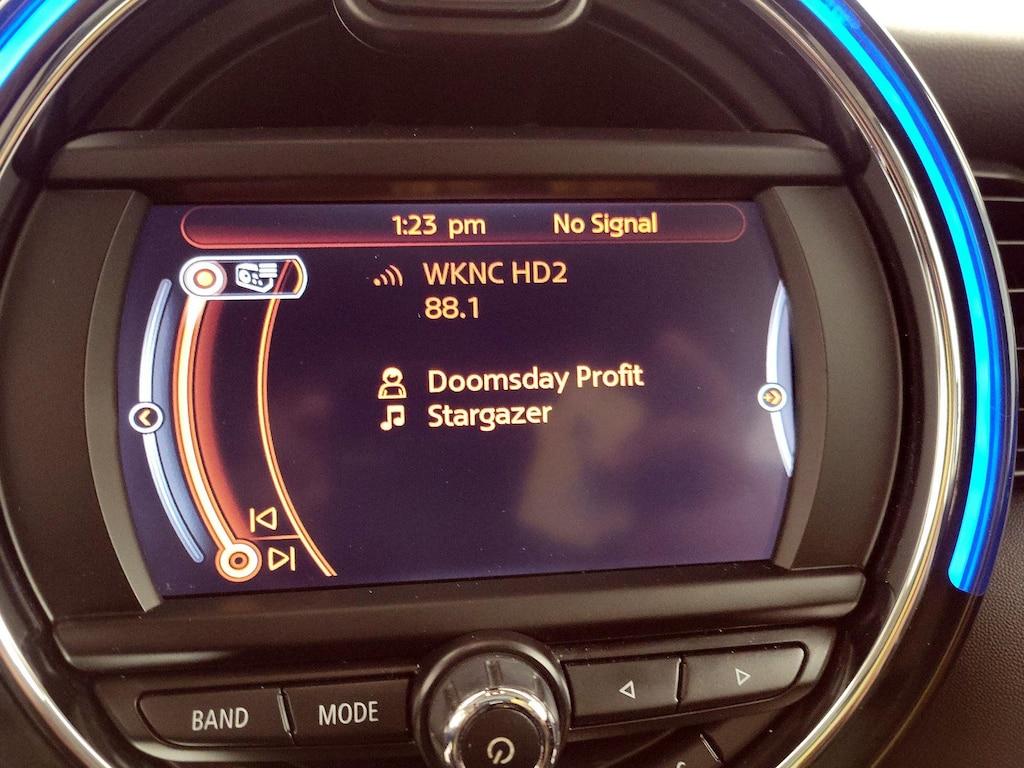 1:23 pm No Signal
WKNC HD2
88.1
Doomsday Profit
Stargazer
BAND MODE